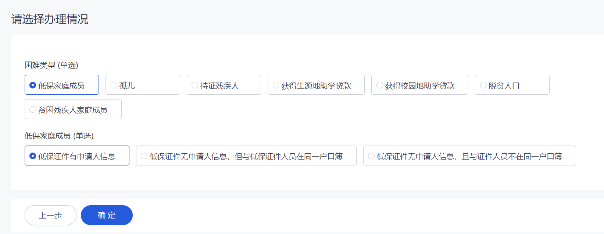 请选择办理情况
困难类型 (单选)
低保家庭成员 孤儿 持证残疾人 获得生源地助学贷款 获得校园地助学贷款 脱贫人口
贫困残疾人家庭成员
低保家庭成员 (单选)
低保证件有申请人信息 低保证件无申请人信息，但与低保证件人员在同一户口簿 低保证件无申请人信息，且与证件人员不在同一户口簿
上一步 确 定